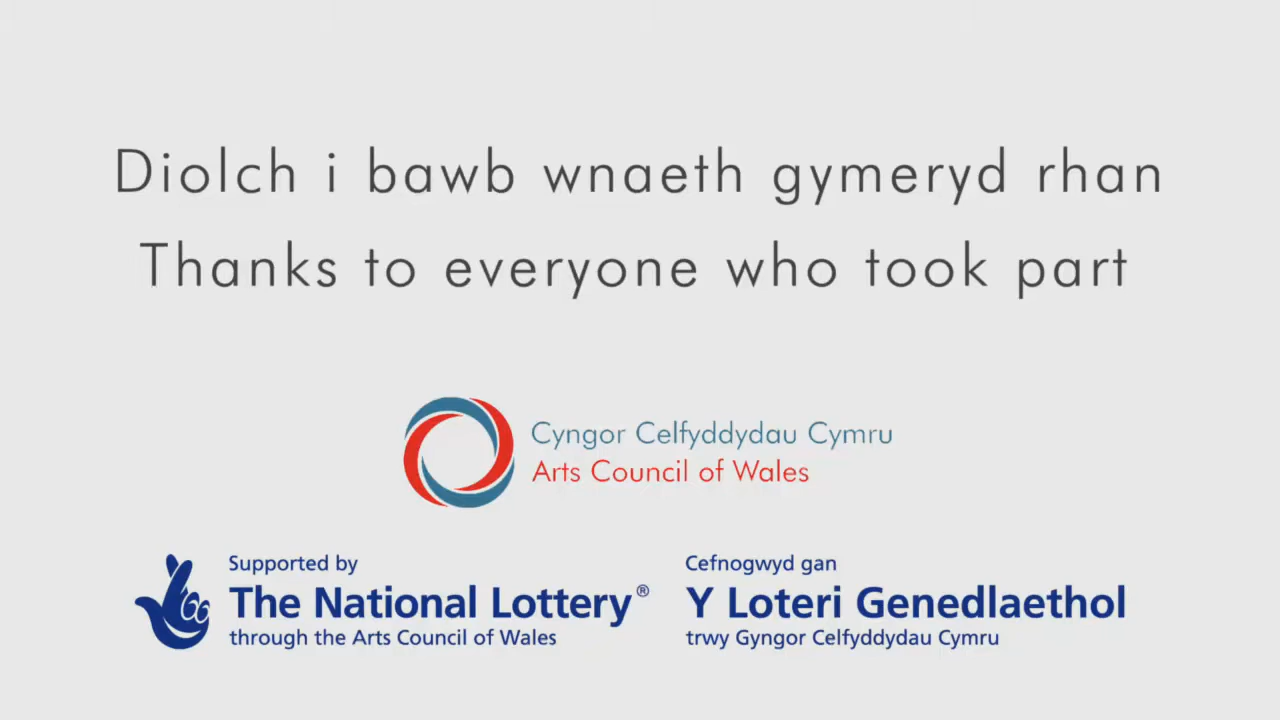 Diolch i bawb wnaeth gymeryd rhan
Thanks to everyone who took part
Cyngor Celfyddydau Cymru
Arts Council of Wales
Supported by
The National Lottery®
through the Arts Council of Wales
Cefnogwyd gan
Y Loteri Genedlaethol
trwy Gyngor Celfyddydau Cymru